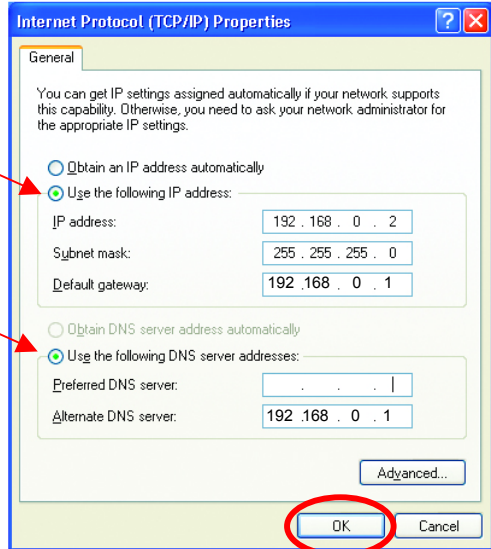 Internet Protocol (TCP/IP) Properties
General
You can get IP settings assigned automatically if your network supports
this capability. Otherwise, you need to ask your network administrator for
the appropriate IP settings.
Obtain an IP address automatically
Use the following IP address:
IP address: 192 . 168 . 0 . 2
Subnet mask: 255 . 255 . 255 . 0
Default gateway: 192 .168 . 0 . 1
Obtain DNS server address automatically
Use the following DNS server addresses:
Preferred DNS server: . . .
Alternate DNS server: 192 .168 . 0 . 1
Advanced...
OK Cancel